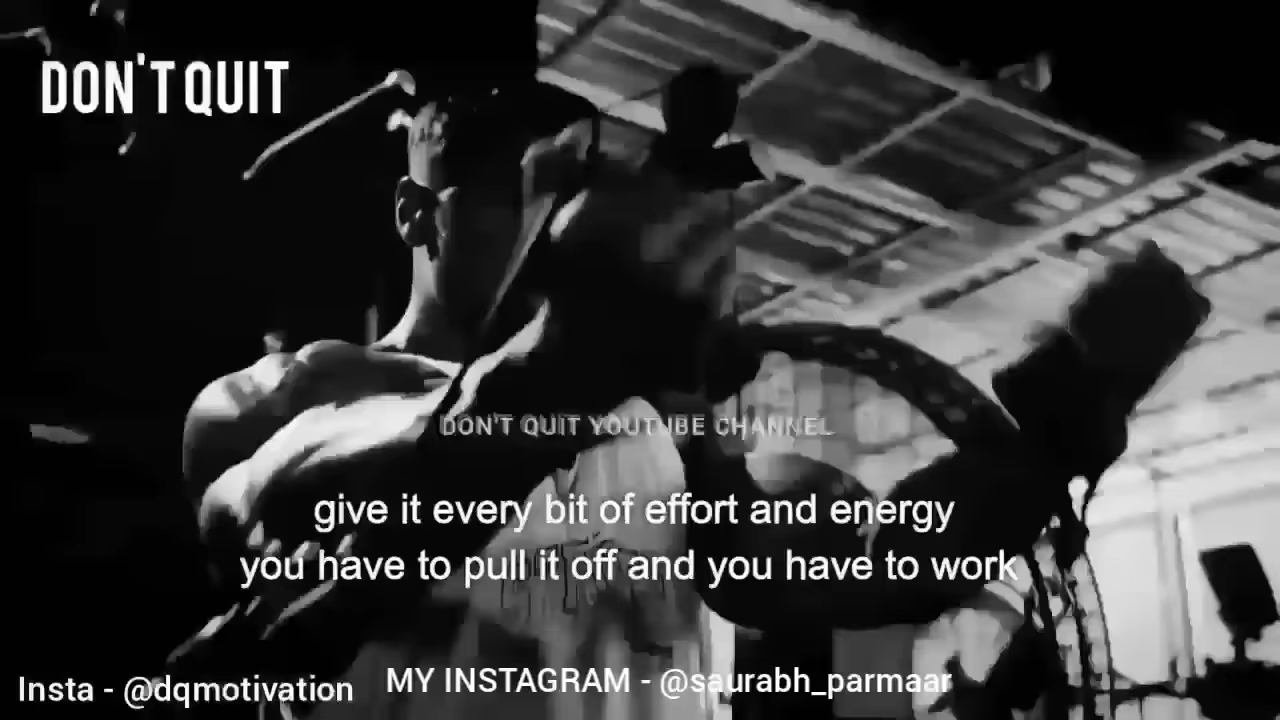 DON'T QUIT
DON'T QUIT YOUTUBE CHANNEL
give it every bit of effort and energy
you have to pull it off and you have to work
Insta - @dqmotivation
MY INSTAGRAM - @saurabh_parmaar